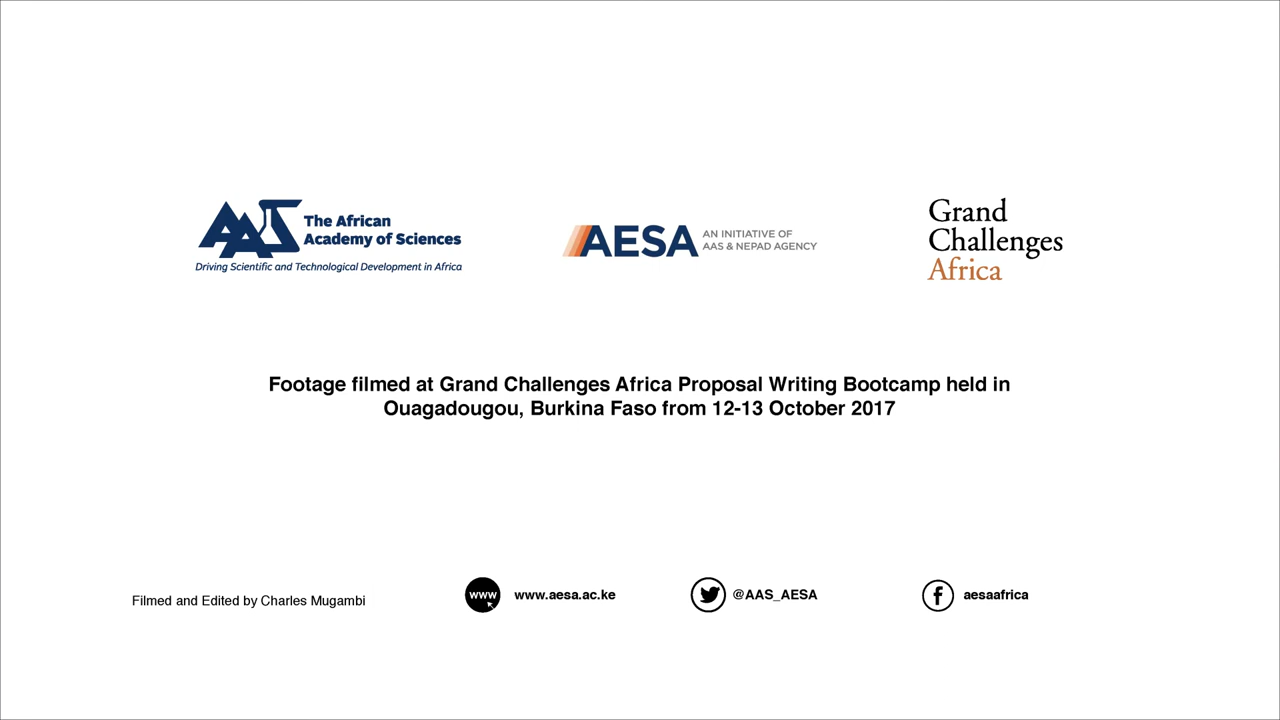 AAS
The African
Academy of Sciences
Driving Scientific and Technological Development in Africa
AESA
AN INITIATIVE OF
AAS & NEPAD AGENCY
Grand
Challenges
Africa
Footage filmed at Grand Challenges Africa Proposal Writing Bootcamp held in
Ouagadougou, Burkina Faso from 12-13 October 2017
Filmed and Edited by Charles Mugambi
www
www.aesa.ac.ke
@AAS_AESA
f
aesaafrica